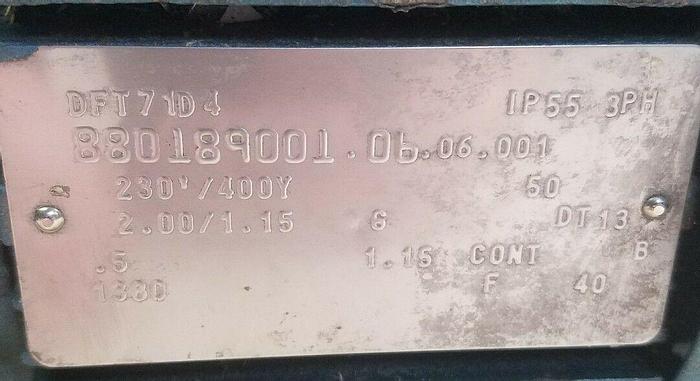 DFT71D4 IP55 3PH
880189001.06.06.001
230'/400Y 50
2.00/1.15 G DT13
.5 1.15 CONT B
1380 F 40